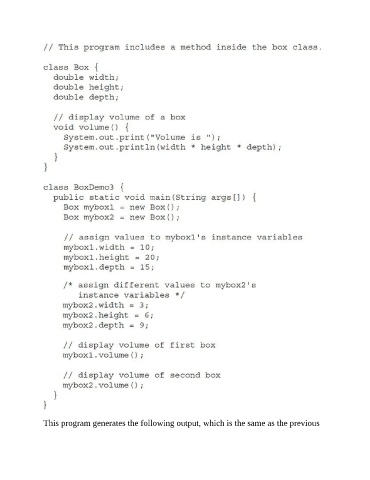 // This program includes a method inside the box class.
class Box {
double width;
double height;
double depth;
// display volume of a box
void volume() {
System.out.print("Volume is ");
System.out.println(width * height * depth);
}
}
class BoxDemo3 {
public static void main(String args[]) {
Box mybox1 = new Box();
Box mybox2 = new Box();
// assign values to mybox1's instance variables
mybox1.width = 10;
mybox1.height = 20;
mybox1.depth = 15;
/* assign different values to mybox2's
instance variables */
mybox2.width = 3;
mybox2.height = 6;
mybox2.depth = 9;
// display volume of first box
mybox1.volume();
// display volume of second box
mybox2.volume();
}
}
This program generates the following output, which is the same as the previous